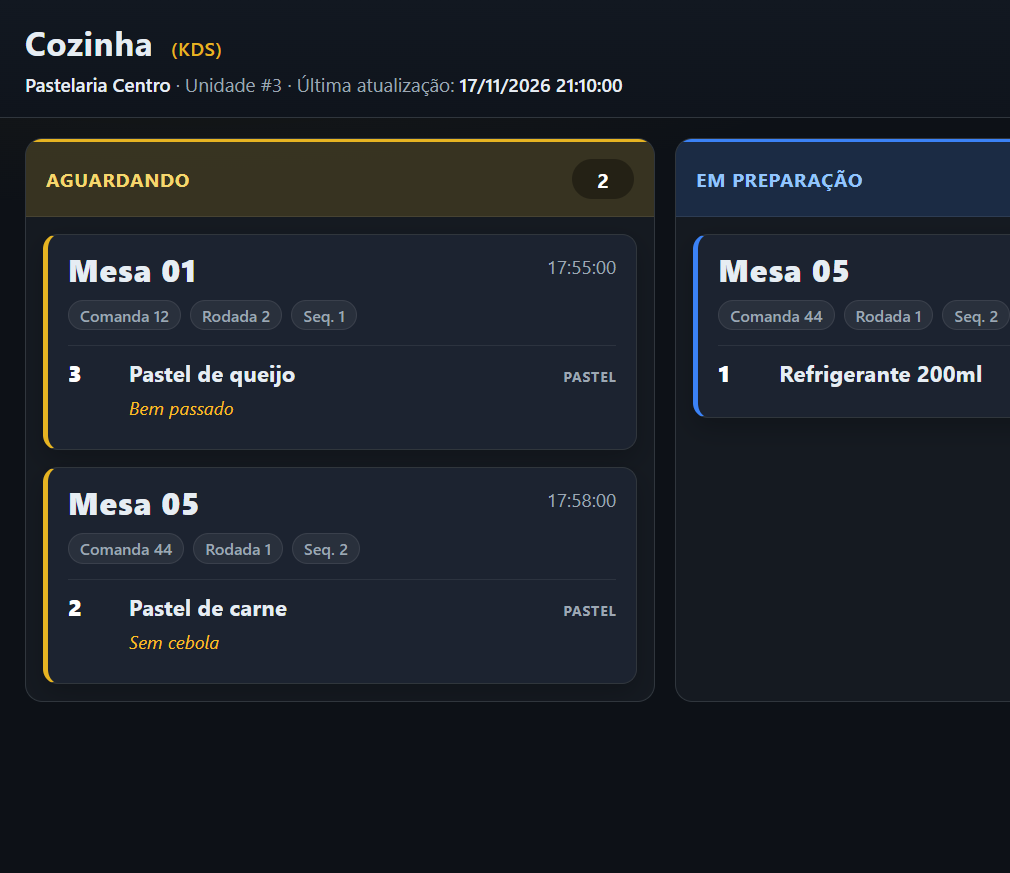 Cozinha (KDS)
Pastelaria Centro · Unidade #3 · Última atualização: 17/11/2026 21:10:00
AGUARDANDO 2
Mesa 01 17:55:00
Comanda 12 Rodada 2 Seq. 1
3 Pastel de queijo PASTEL
Bem passado
Mesa 05 17:58:00
Comanda 44 Rodada 1 Seq. 2
2 Pastel de carne PASTEL
Sem cebola
EM PREPARAÇÃO
Mesa 05
Comanda 44 Rodada 1 Seq. 2
1 Refrigerante 200ml